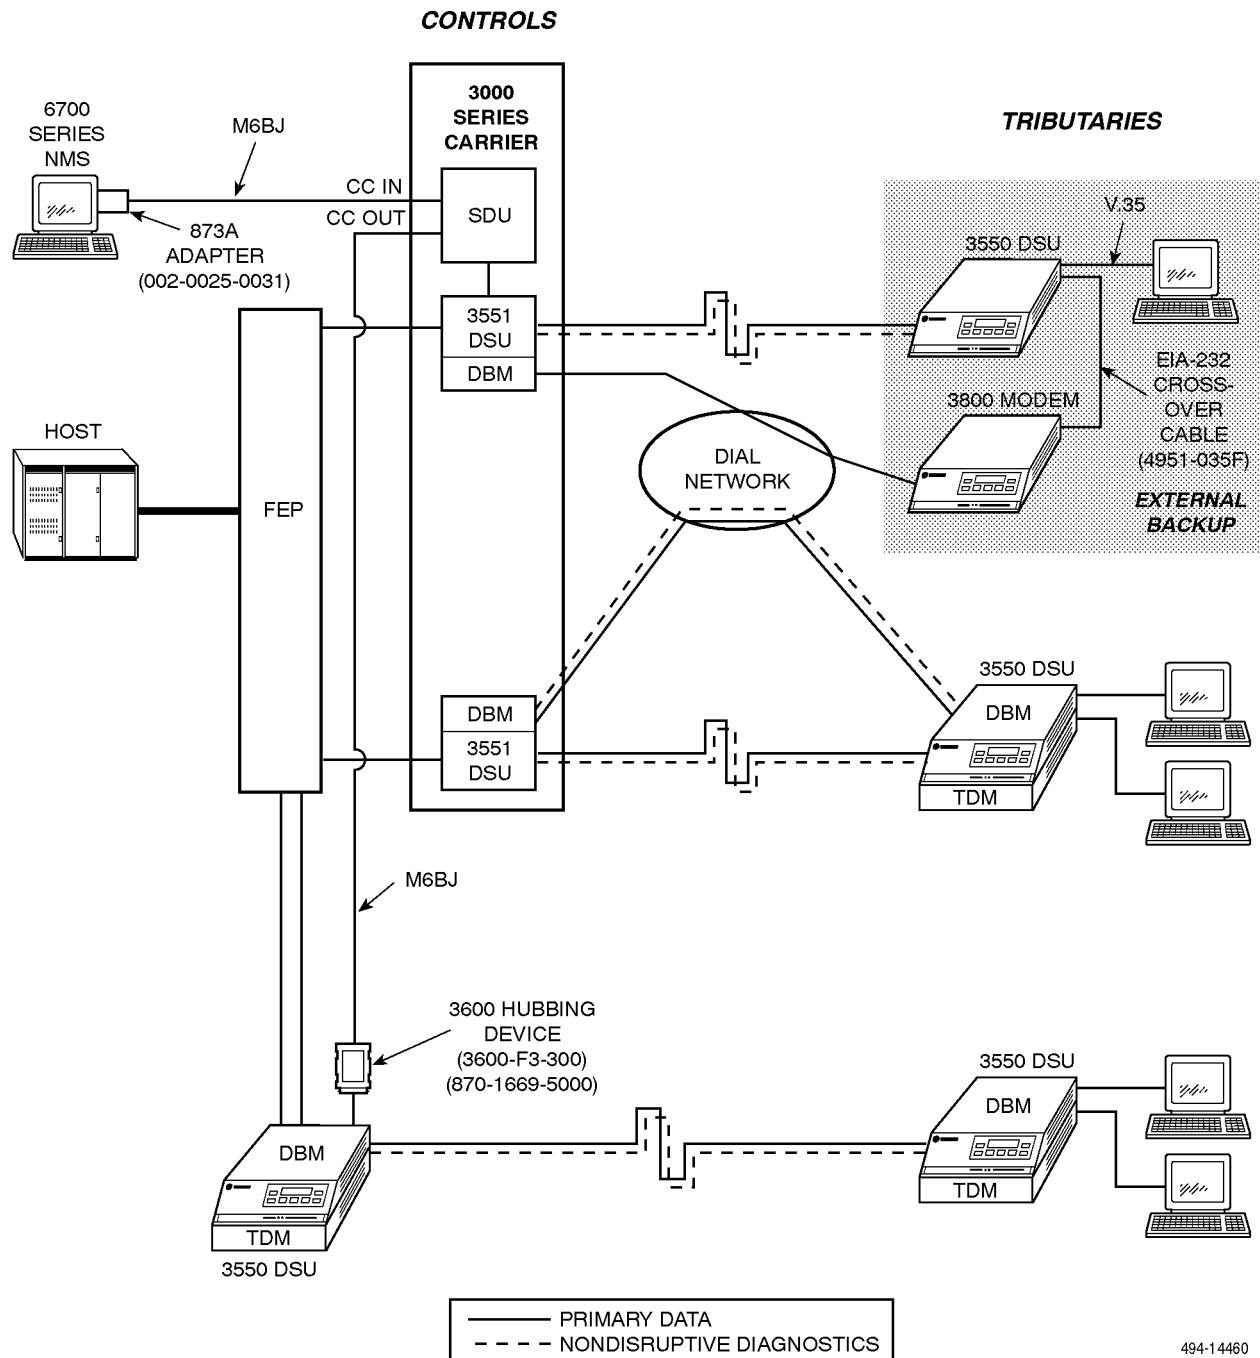 CONTROLS
3000
SERIES
CARRIER
6700
SERIES
NMS
M6BJ
TRIBUTARIES
CC IN
CC OUT
SDU
873A
ADAPTER
(002-0025-0031)
V.35
3550 DSU
3551
DSU
DBM
EIA-232
CROSS-
OVER
CABLE
(4951-035F)
3800 MODEM
HOST
FEP
DIAL
NETWORK
EXTERNAL
BACKUP
DBM
3551
DSU
3550 DSU
DBM
TDM
M6BJ
3600 HUBBING
DEVICE
(3600-F3-300)
(870-1669-5000)
3550 DSU
DBM
TDM
DBM
TDM
3550 DSU
PRIMARY DATA
NONDISRUPTIVE DIAGNOSTICS
494-14460